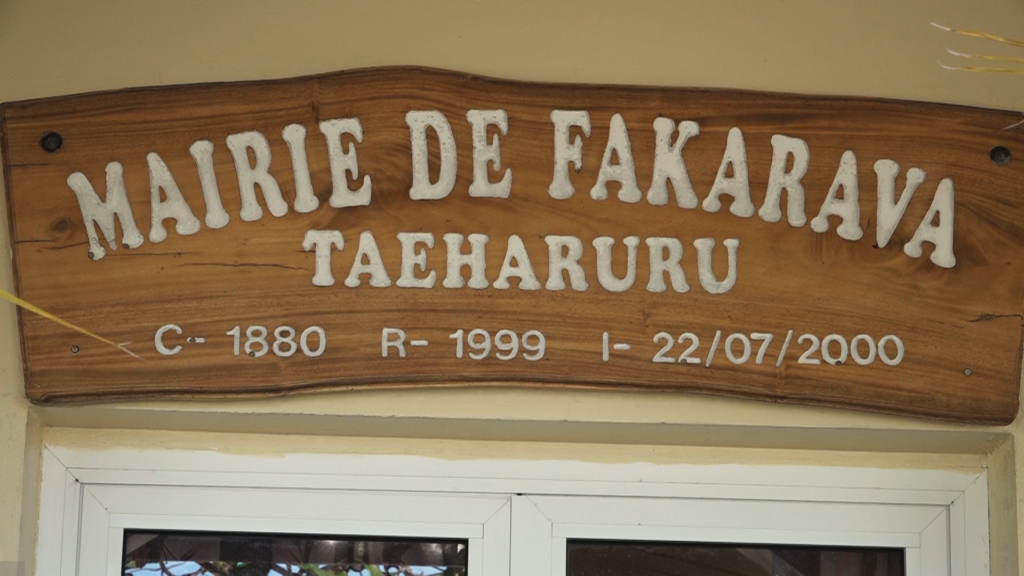 MAIRIE DE FAKARAVA
TAEHARURU
C- 1880 R- 1999 I- 22/07/2000